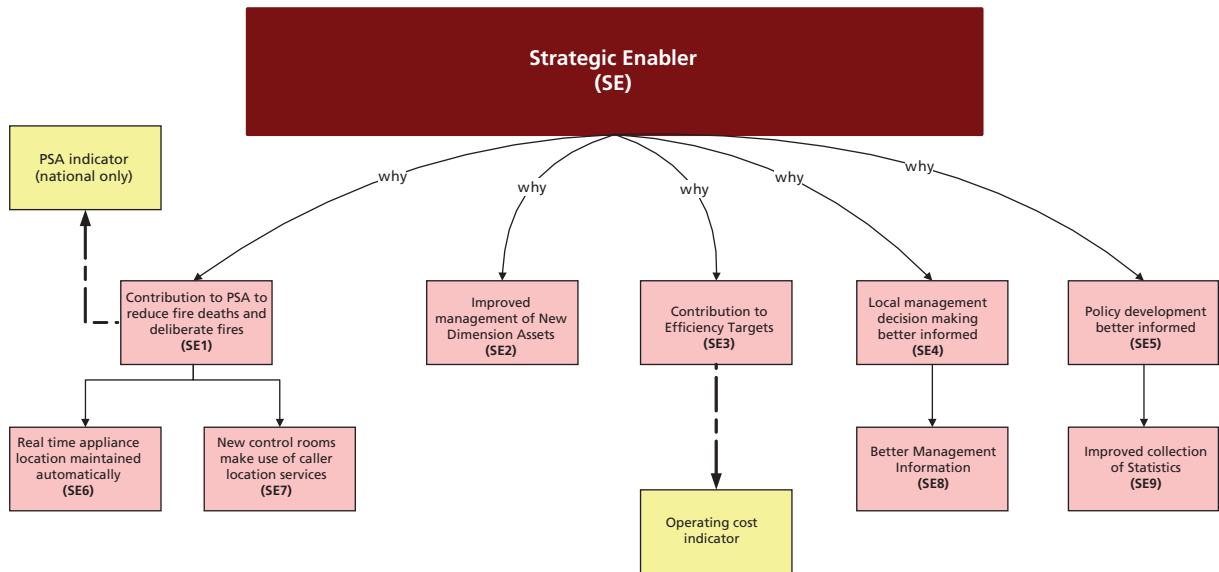 Strategic Enabler
(SE)
PSA indicator
(national only)
why
why
why
why
why
Contribution to PSA to
reduce fire deaths and
deliberate fires
(SE1)
Improved
management of New
Dimension Assets
(SE2)
Contribution to
Efficiency Targets
(SE3)
Local management
decision making
better informed
(SE4)
Policy development
better informed
(SE5)
Real time appliance
location maintained
automatically
(SE6)
New control rooms
make use of caller
location services
(SE7)
Better Management
Information
(SE8)
Improved collection
of Statistics
(SE9)
Operating cost
indicator